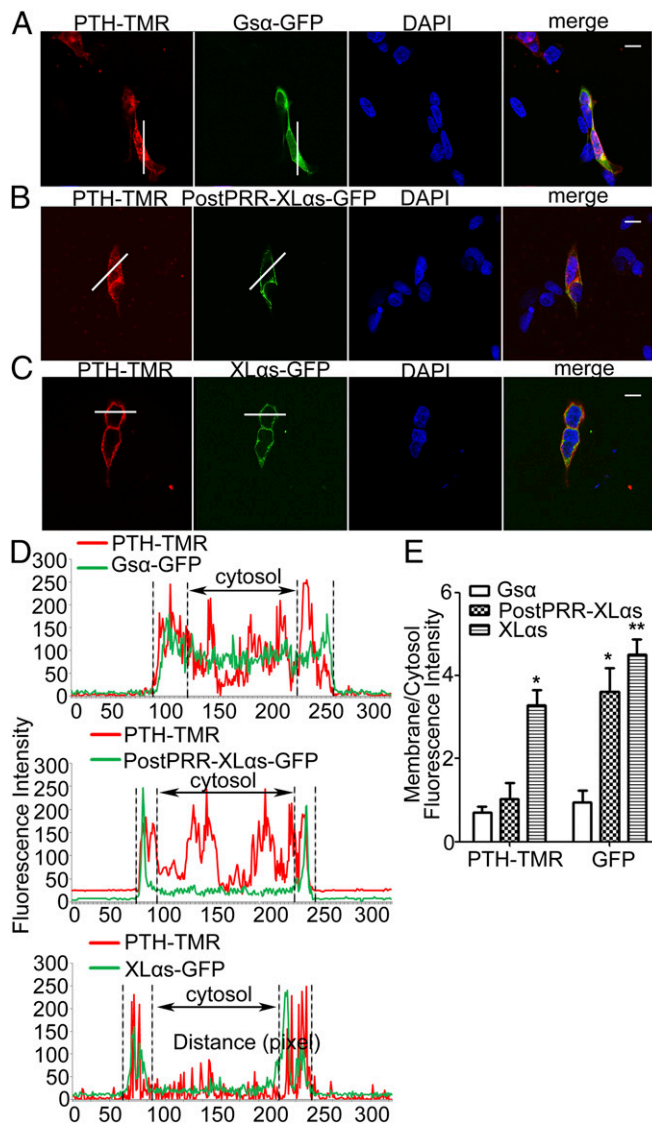 A PTH-TMR Gsα-GFP DAPI merge
B PTH-TMR PostPRR-XLαs-GFP DAPI merge
C PTH-TMR XLαs-GFP DAPI merge
D
PTH-TMR
Gsα-GFP
cytosol
300
250
200
150
100
50
0
0 50 100 150 200 250 300
PTH-TMR
PostPRR-XLαs-GFP
cytosol
300
250
200
150
100
50
0
0 50 100 150 200 250 300
PTH-TMR
XLαs-GFP
cytosol
300
250
200
150
100
50
0
0 50 100 150 200 250 300
Distance (pixel)
Fluorescence Intensity
E
Gsα
PostPRR-XLαs
XLαs
Membrane/Cytosol
Fluorescence Intensity
6
4
2
0
* * **
PTH-TMR GFP